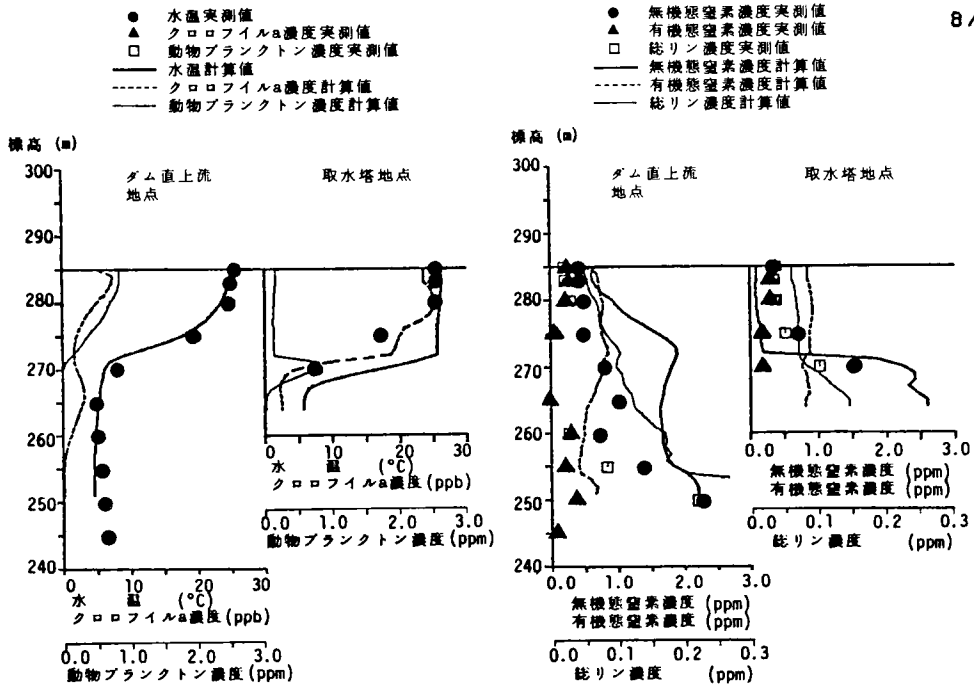 水温実測値
クロロフイルa濃度実測値
動物プランクトン濃度実測値
水温計算値
クロロフイルa濃度計算値
動物プランクトン濃度計算値
無機態窒素濃度実測値
有機態窒素濃度実測値
総リン濃度実測値
無機態窒素濃度計算値
有機態窒素濃度計算値
総リン濃度計算値
8/
標高 (m)
300
290
280
270
260
250
240
ダム直上流
地点
取水塔地点
0 10 20 30
水 温 (°C)
クロロフイルa濃度(ppb)
0.0 1.0 2.0 3.0
動物プランクトン濃度(ppm)
0 10 20 30
水 温 (°C)
クロロフイルa濃度(ppb)
0.0 1.0 2.0 3.0
動物プランクトン濃度(ppm)
標高 (m)
300
290
280
270
260
250
240
ダム直上流
地点
取水塔地点
0.0 1.0 2.0 3.0
無機態窒素濃度 (ppm)
有機態窒素濃度 (ppm)
0.0 0.1 0.2 0.3
総リン濃度 (ppm)
0.0 1.0 2.0 3.0
無機態窒素濃度 (ppm)
有機態窒素濃度 (ppm)
0.0 0.1 0.2
総リン濃度 (ppm)